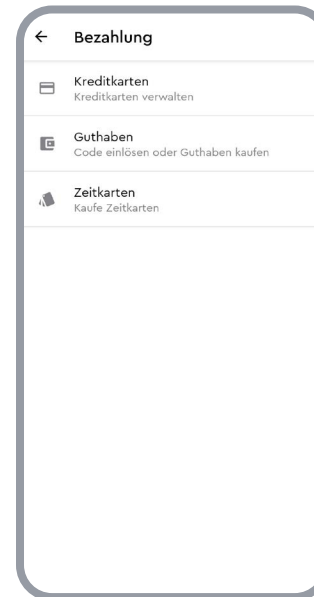 Bezahlung
Kreditkarten
Kreditkarten verwalten
Guthaben
Code einlösen oder Guthaben kaufen
Zeitkarten
Kaufe Zeitkarten